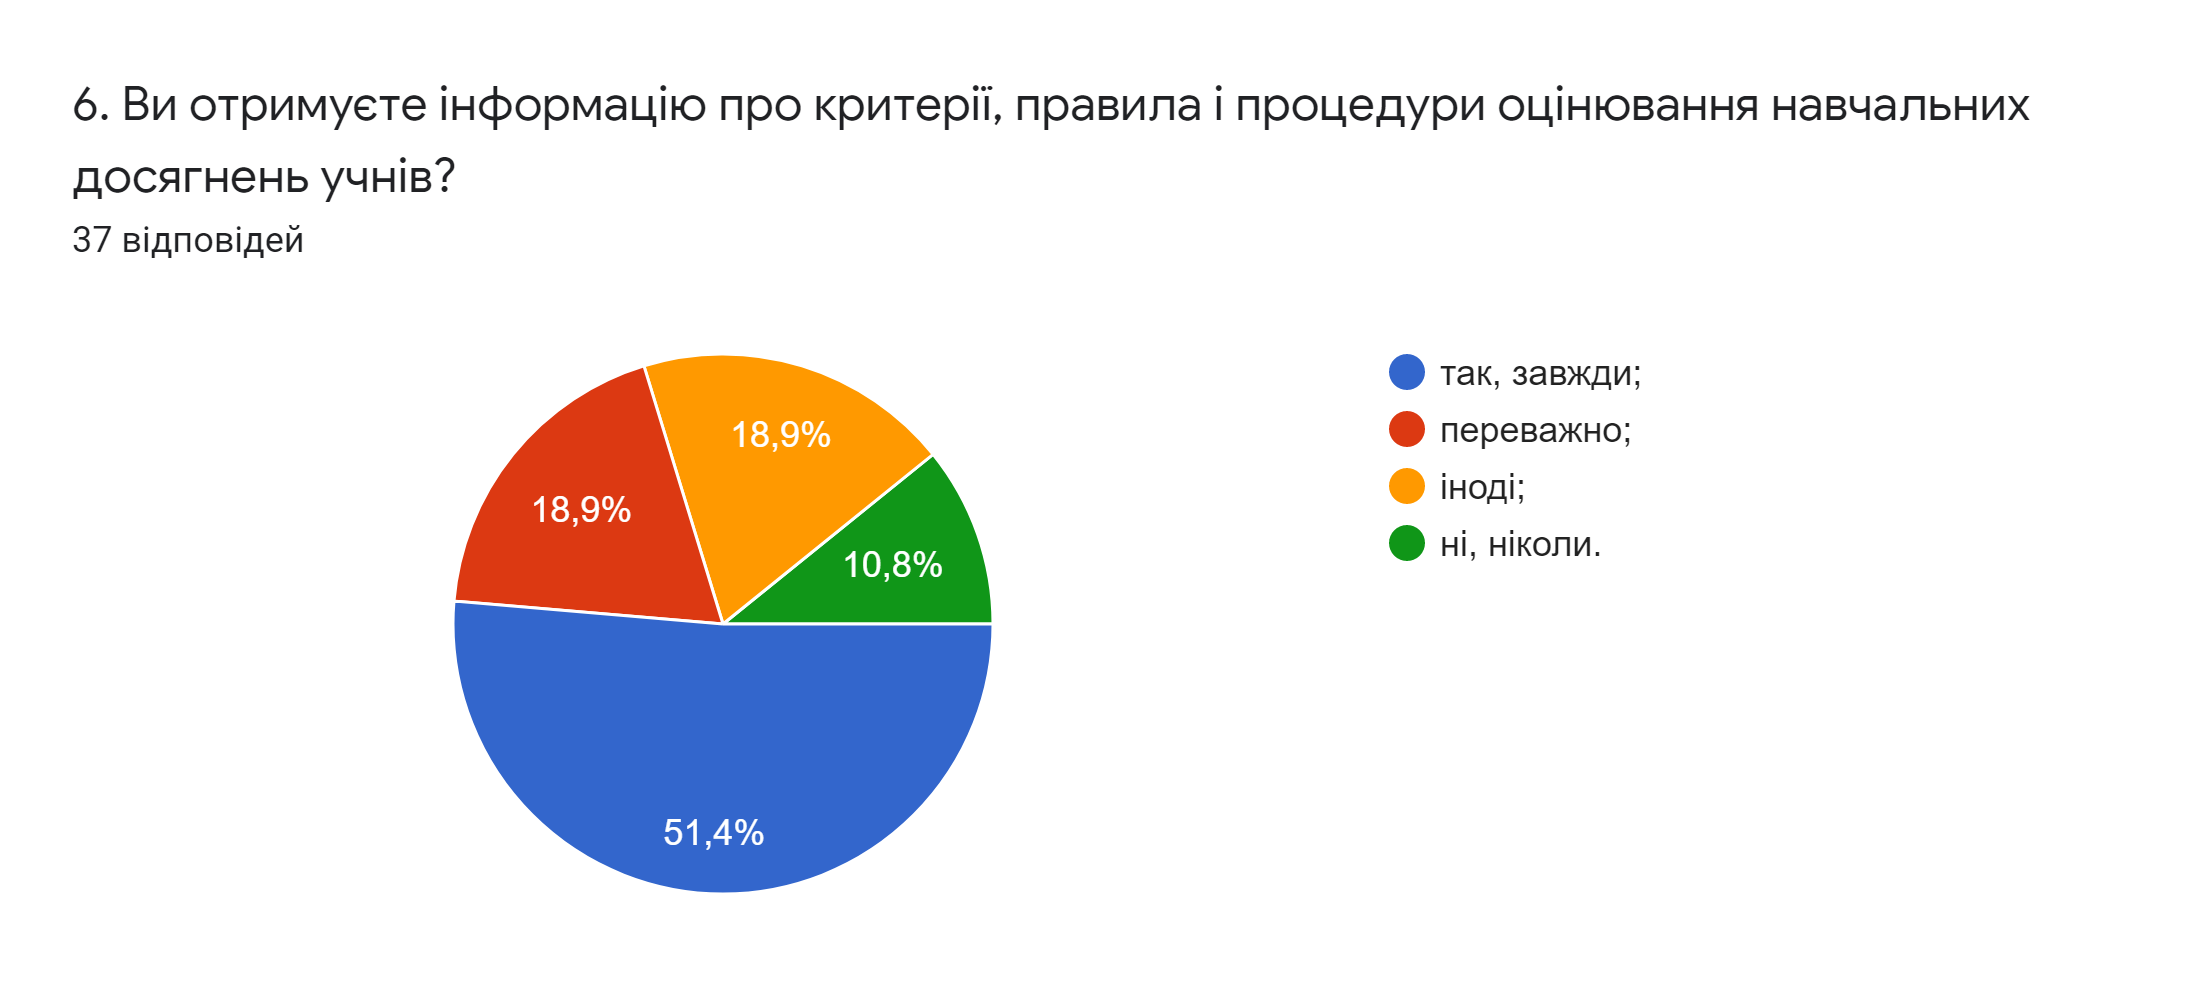 6. Ви отримуєте інформацію про критерії, правила і процедури оцінювання навчальних
досягнень учнів?
37 відповідей
18,9%
18,9%
10,8%
51,4%
так, завжди;
переважно;
іноді;
ні, ніколи.